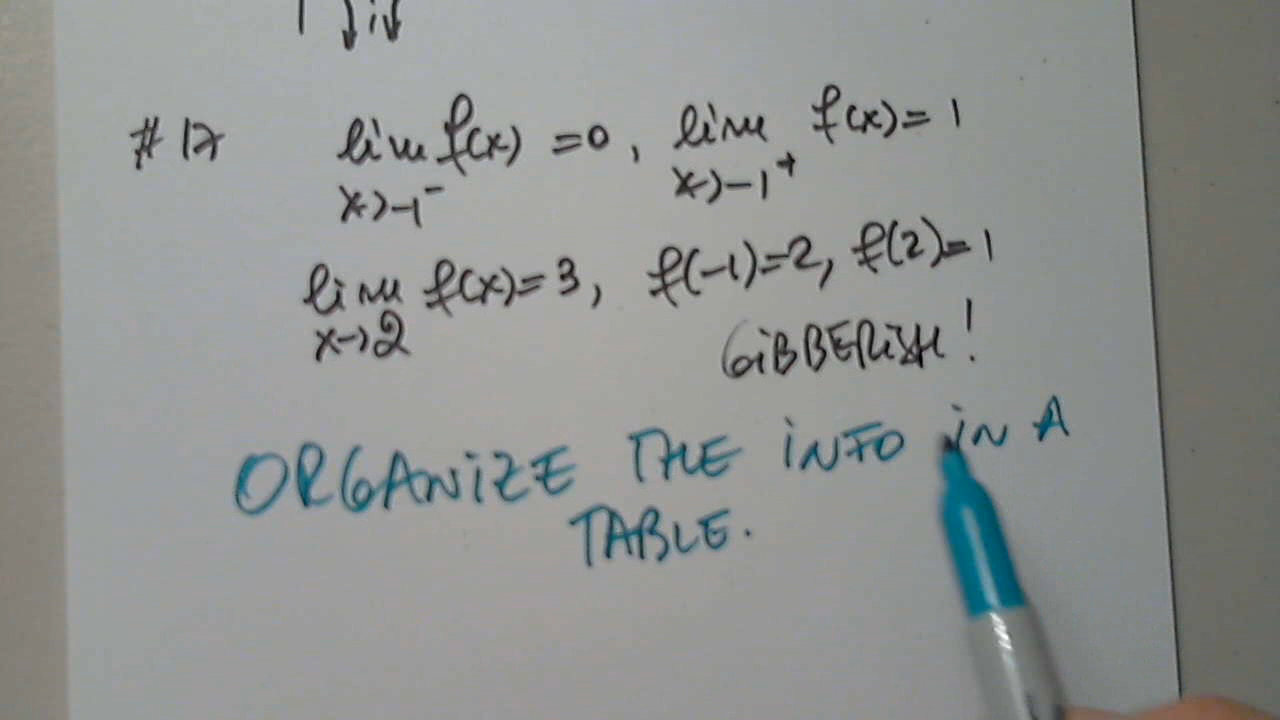 # 17 lim f(x) = 0, lim f(x) = 1
x→-1⁻ x→-1⁺
lim f(x) = 3, f(-1) = 2, f(2) = 1
x→2
GIBBERISH!
ORGANIZE THE INFO IN A
TABLE.